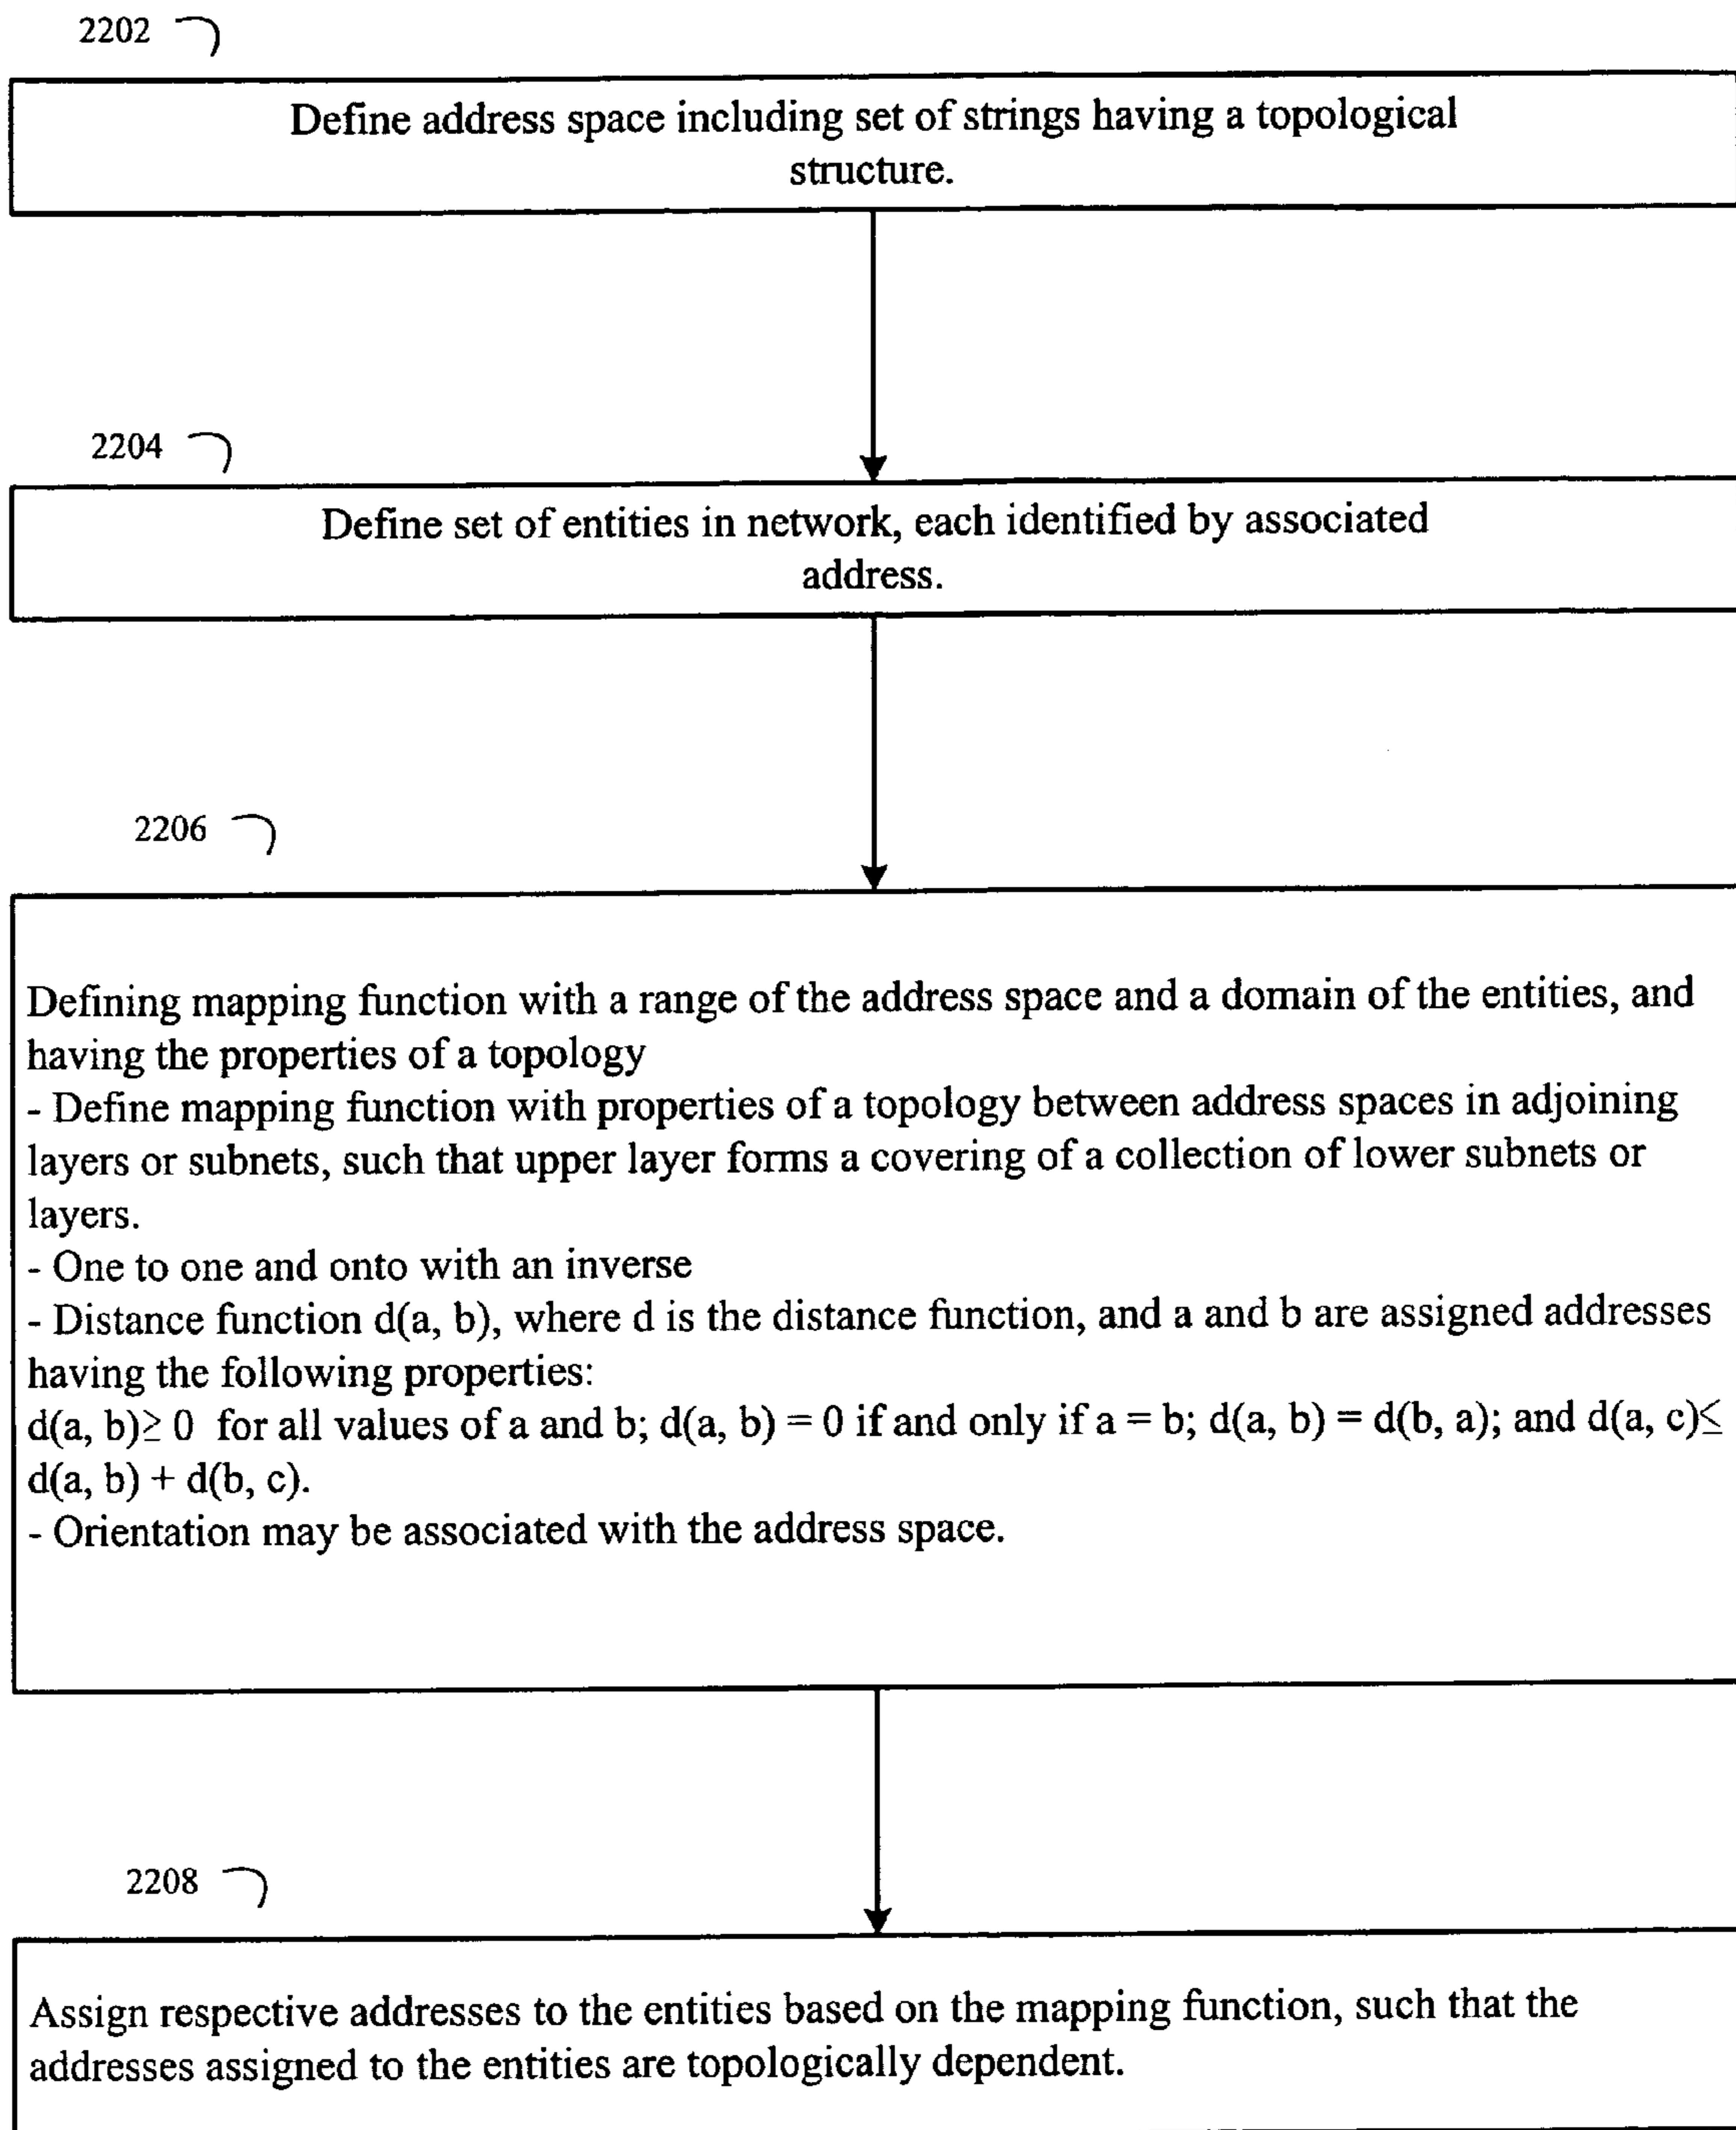 2202
Define address space including set of strings having a topological
structure.
2204
Define set of entities in network, each identified by associated
address.
2206
Defining mapping function with a range of the address space and a domain of the entities, and
having the properties of a topology
- Define mapping function with properties of a topology between address spaces in adjoining
layers or subnets, such that upper layer forms a covering of a collection of lower subnets or
layers.
- One to one and onto with an inverse
- Distance function d(a, b), where d is the distance function, and a and b are assigned addresses
having the following properties:
d(a, b)≥ 0 for all values of a and b; d(a, b) = 0 if and only if a = b; d(a, b) = d(b, a); and d(a, c)≤
d(a, b) + d(b, c).
- Orientation may be associated with the address space.
2208
Assign respective addresses to the entities based on the mapping function, such that the
addresses assigned to the entities are topologically dependent.